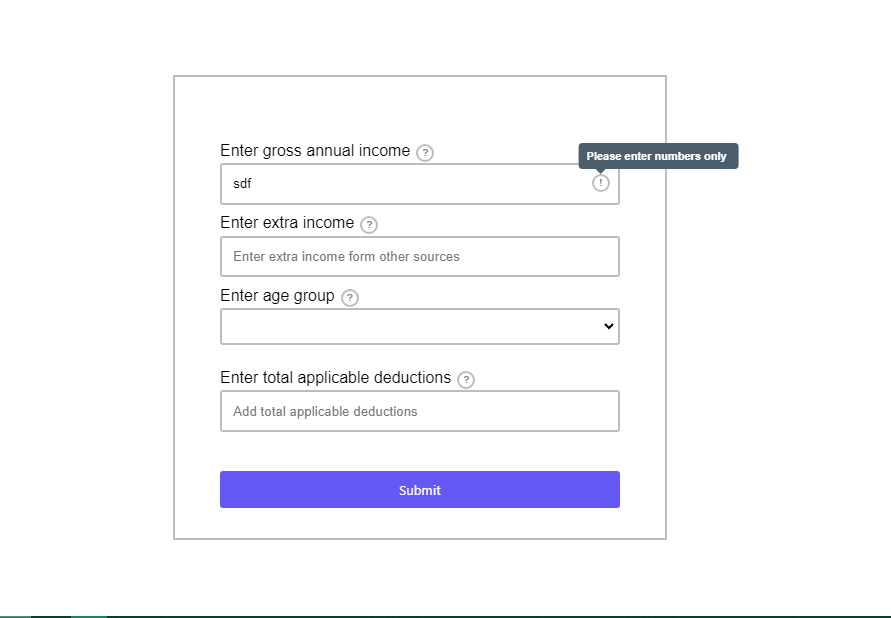 Enter gross annual income ?
Please enter numbers only
sdf !
Enter extra income ?
Enter extra income form other sources
Enter age group ?
Enter total applicable deductions ?
Add total applicable deductions
Submit